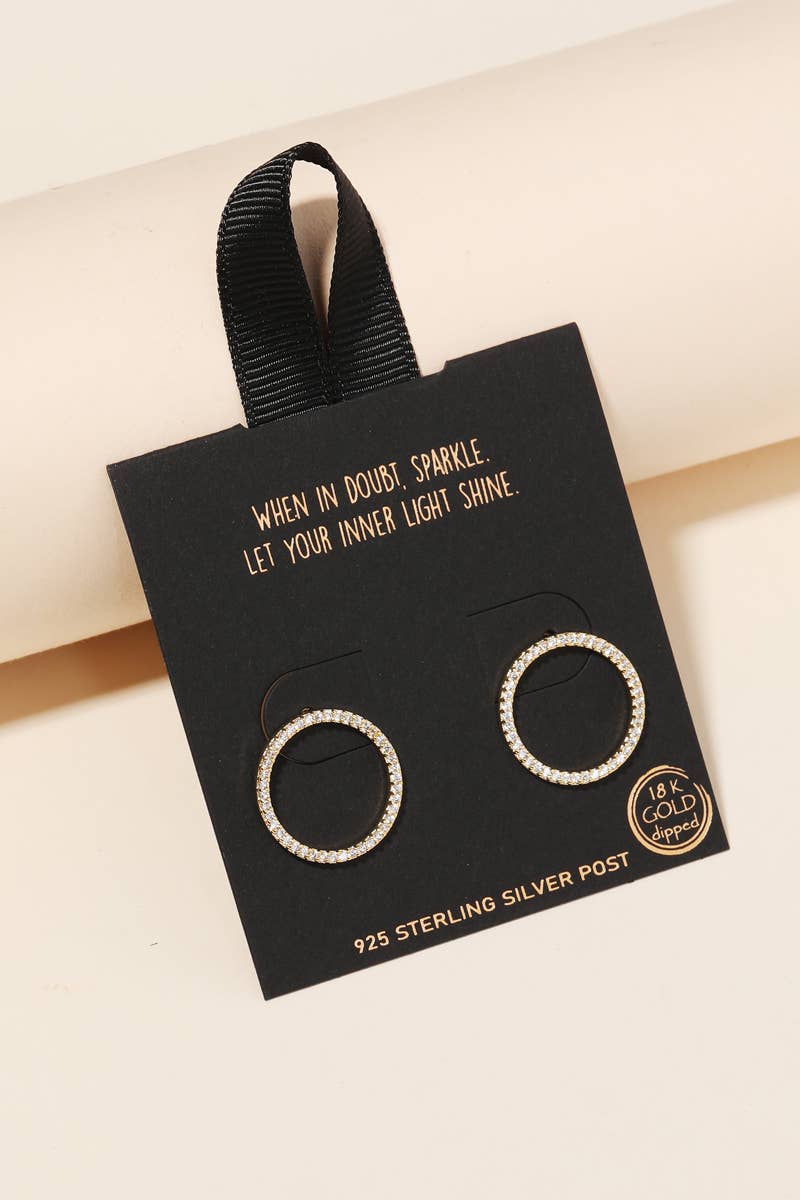 WHEN IN DOUBT, SPARKLE.
LET YOUR INNER LIGHT SHINE.
18 K
GOLD
dipped
925 STERLING SILVER POST